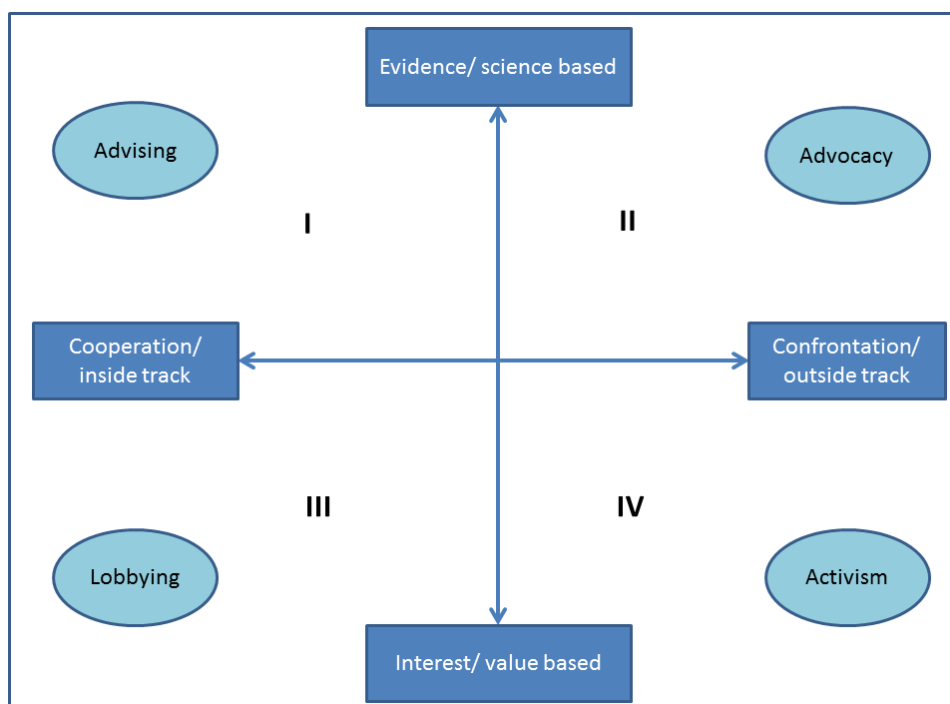 Evidence/ science based
Advising
Advocacy
I
II
Cooperation/
inside track
Confrontation/
outside track
III
IV
Lobbying
Activism
Interest/ value based